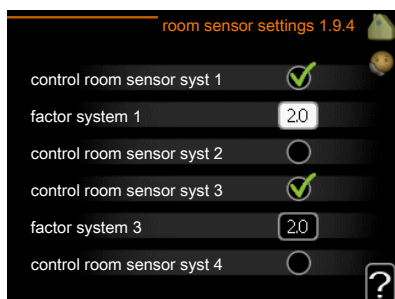 room sensor settings 1.9.4
control room sensor syst 1
factor system 1 2.0
control room sensor syst 2
control room sensor syst 3
factor system 3 2.0
control room sensor syst 4
?